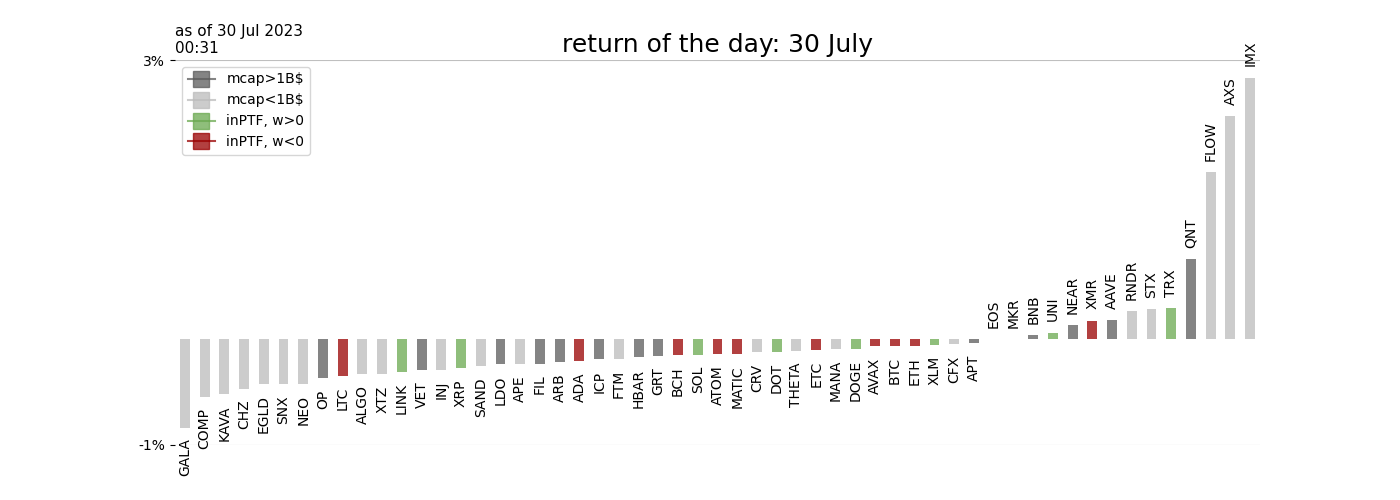 as of 30 Jul 2023
00:31
return of the day: 30 July
3%
mcap>1B$
mcap<1B$
inPTF, w>0
inPTF, w<0
-1%
GALA
COMP
KAVA
CHZ
EGLD
SNX
NEO
OP
LTC
ALGO
XTZ
LINK
VET
INJ
XRP
SAND
LDO
APE
FIL
ARB
ADA
ICP
FTM
HBAR
GRT
BCH
SOL
ATOM
MATIC
CRV
DOT
THETA
ETC
MANA
DOGE
AVAX
BTC
ETH
XLM
CFX
APT
EOS
MKR
BNB
UNI
NEAR
XMR
AAVE
RNDR
STX
TRX
QNT
FLOW
AXS
IMX